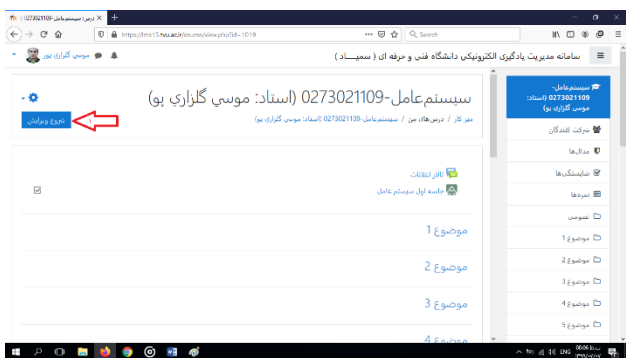 درس: سیستم‌عامل-0273021109
https://lms15.tvu.ac.ir/course/view.php?id=1019
Search
سامانه مدیریت یادگیری الکترونیکی دانشگاه فنی و حرفه ای ( سمیـــاد )
موسي گلزاري پور
سیستم‌عامل-0273021109 (استاد: موسي گلزاري پو)
میز کار / درس‌های من / سیستم‌عامل-0273021109 (استاد: موسي گلزاري پو)
شروع ویرایش
تالار اعلانات
جلسه اول سیستم عامل
موضوع 1
موضوع 2
موضوع 3
موضوع 4
سیستم‌عامل-
0273021109 (استاد:
موسي گلزاري پو)
شرکت کنندگان
مدال‌ها
شایستگی‌ها
نمره‌ها
عمومی
موضوع 1
موضوع 2
موضوع 3
موضوع 4
موضوع 5
ENG